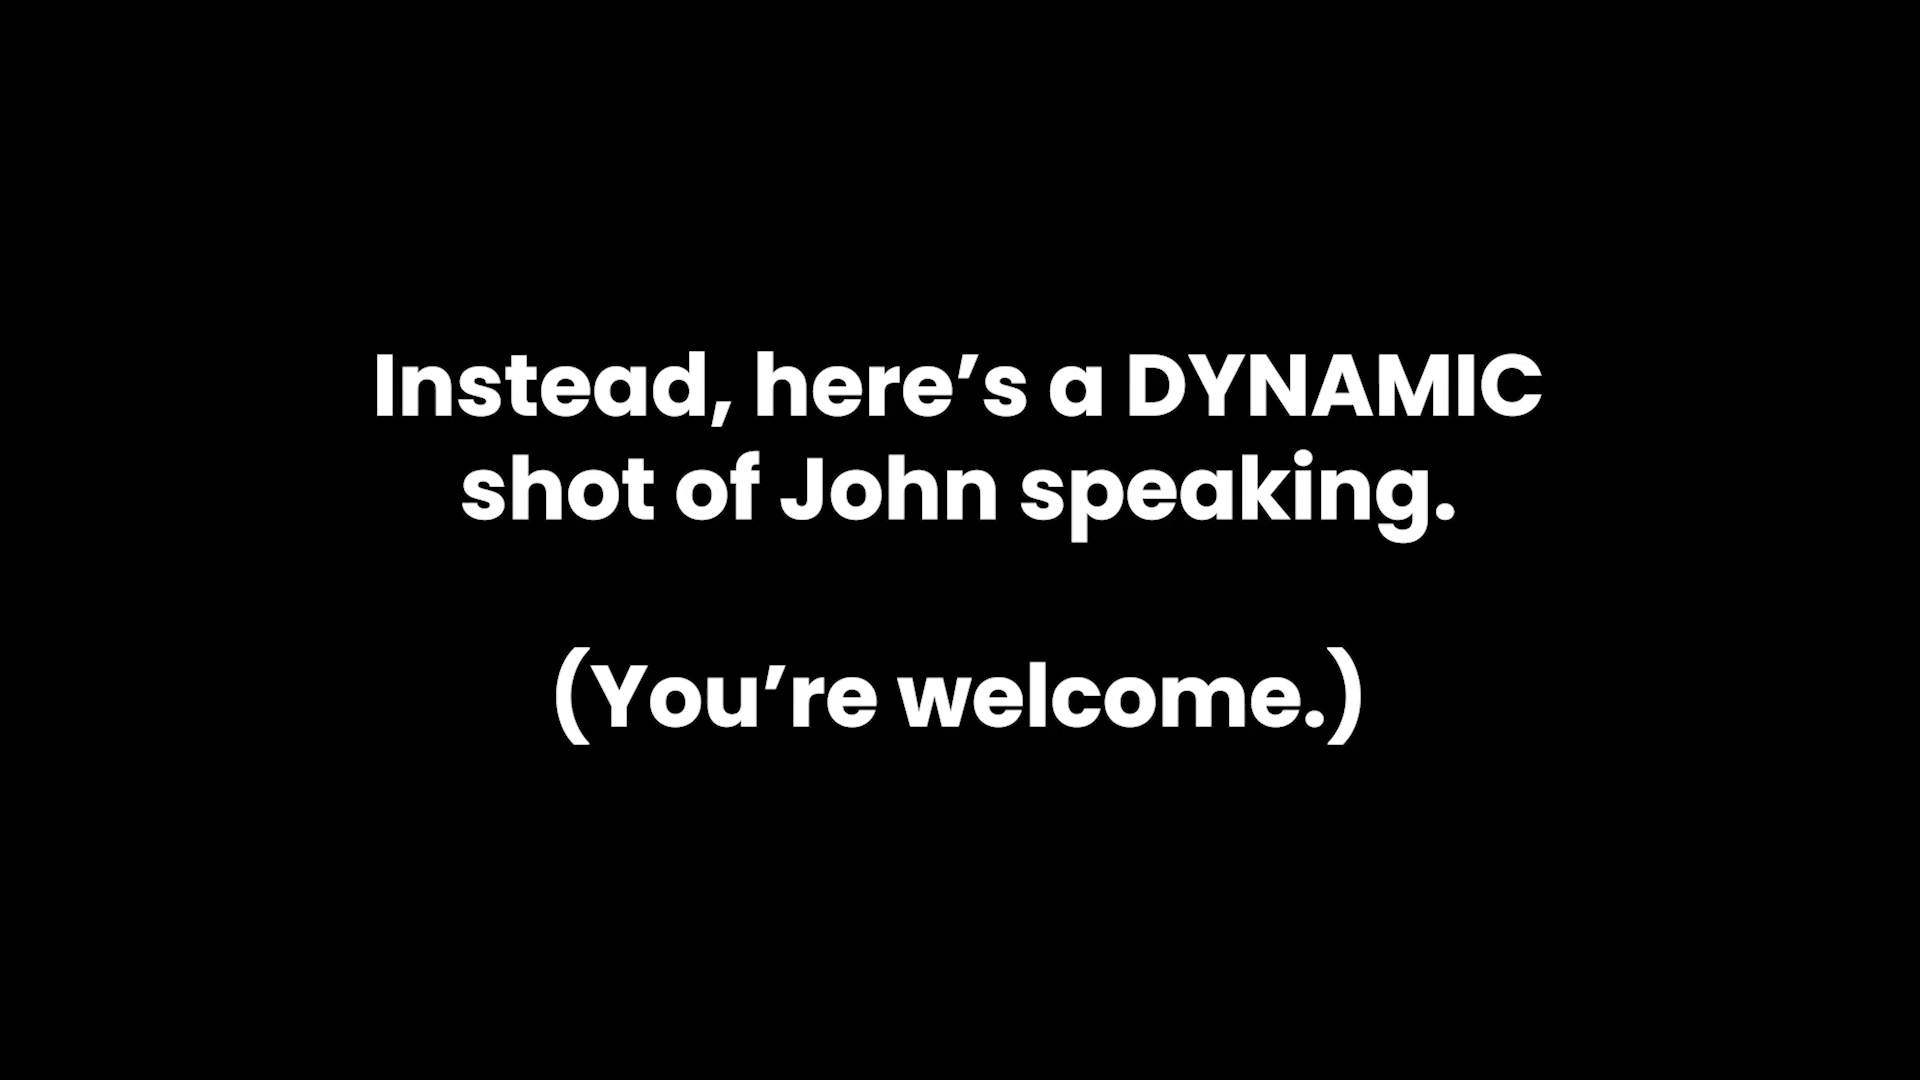 Instead, here’s a DYNAMIC
shot of John speaking.
(You’re welcome.)